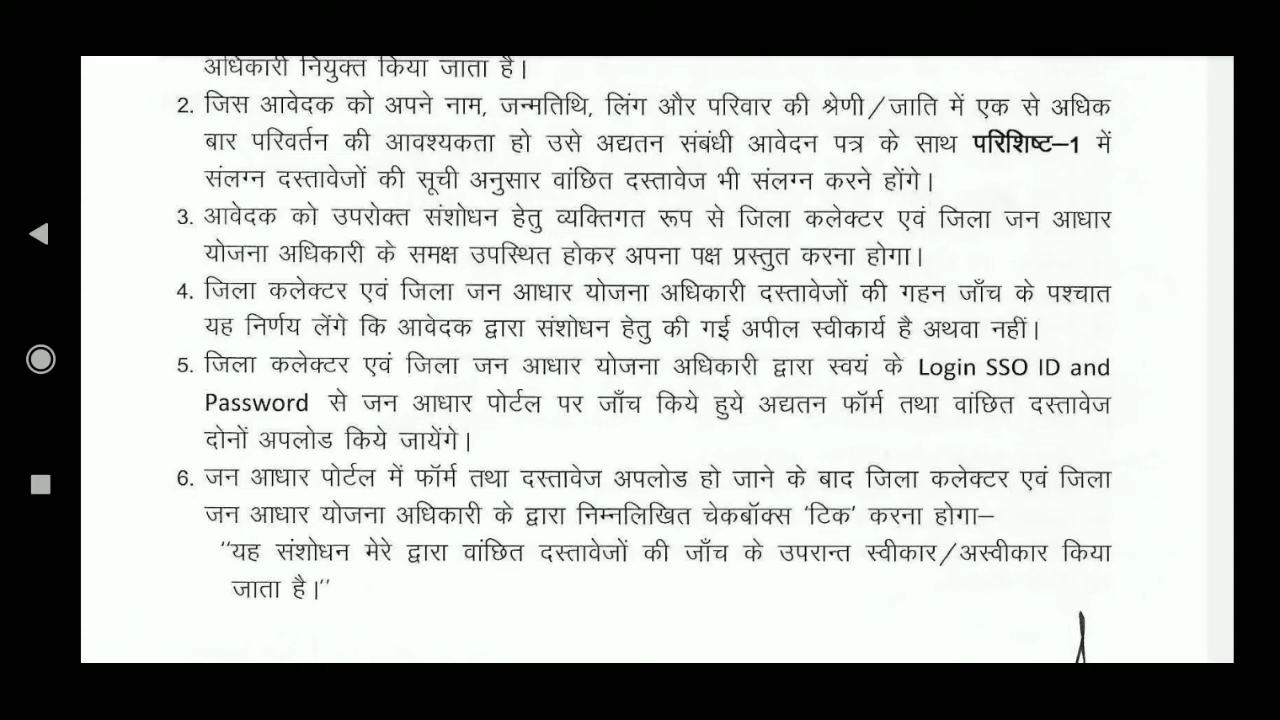 अधिकारी नियुक्त किया जाता है।
2. जिस आवेदक को अपने नाम, जन्मतिथि, लिंग और परिवार की श्रेणी/जाति में एक से अधिक
बार परिवर्तन की आवश्यकता हो उसे अद्यतन संबंधी आवेदन पत्र के साथ परिशिष्ट–1 में
संलग्न दस्तावेजों की सूची अनुसार वांछित दस्तावेज भी संलग्न करने होंगे।
3. आवेदक को उपरोक्त संशोधन हेतु व्यक्तिगत रूप से जिला कलेक्टर एवं जिला जन आधार
योजना अधिकारी के समक्ष उपस्थित होकर अपना पक्ष प्रस्तुत करना होगा।
4. जिला कलेक्टर एवं जिला जन आधार योजना अधिकारी दस्तावेजों की गहन जाँच के पश्चात
यह निर्णय लेंगे कि आवेदक द्वारा संशोधन हेतु की गई अपील स्वीकार्य है अथवा नहीं।
5. जिला कलेक्टर एवं जिला जन आधार योजना अधिकारी द्वारा स्वयं के Login SSO ID and
Password से जन आधार पोर्टल पर जाँच किये हुये अद्यतन फॉर्म तथा वांछित दस्तावेज
दोनों अपलोड किये जायेंगे।
6. जन आधार पोर्टल में फॉर्म तथा दस्तावेज अपलोड हो जाने के बाद जिला कलेक्टर एवं जिला
जन आधार योजना अधिकारी के द्वारा निम्नलिखित चेकबॉक्स 'टिक' करना होगा–
"यह संशोधन मेरे द्वारा वांछित दस्तावेजों की जाँच के उपरान्त स्वीकार/अस्वीकार किया
जाता है।"